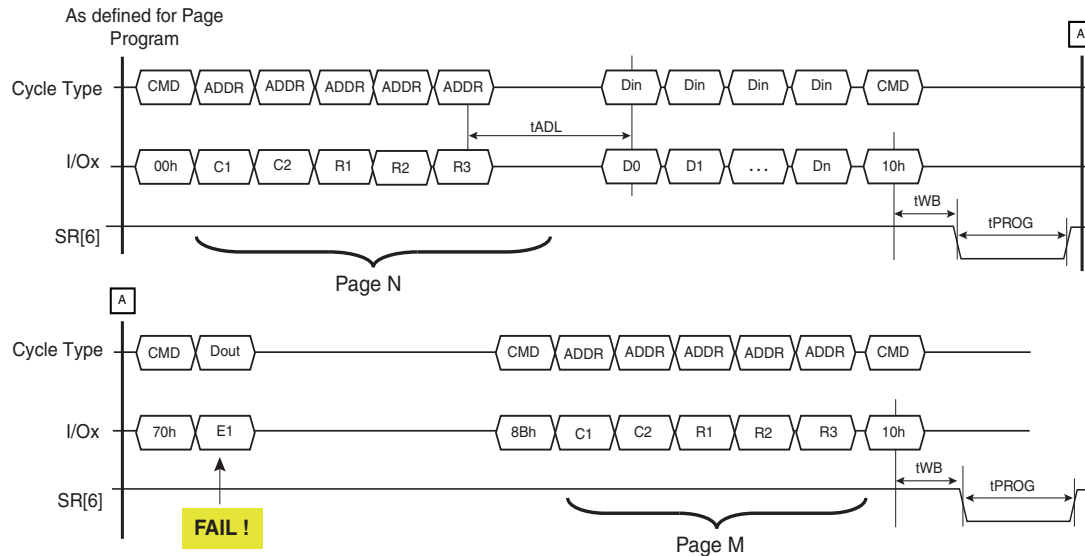 As defined for Page
Program
A
Cycle Type CMD ADDR ADDR ADDR ADDR ADDR Din Din Din Din CMD
tADL
I/Ox 00h C1 C2 R1 R2 R3 D0 D1 ... Dn 10h
tWB tPROG
SR[6]
Page N
A
Cycle Type CMD Dout CMD ADDR ADDR ADDR ADDR ADDR CMD
I/Ox 70h E1 8Bh C1 C2 R1 R2 R3 10h
tWB tPROG
SR[6]
FAIL !
Page M